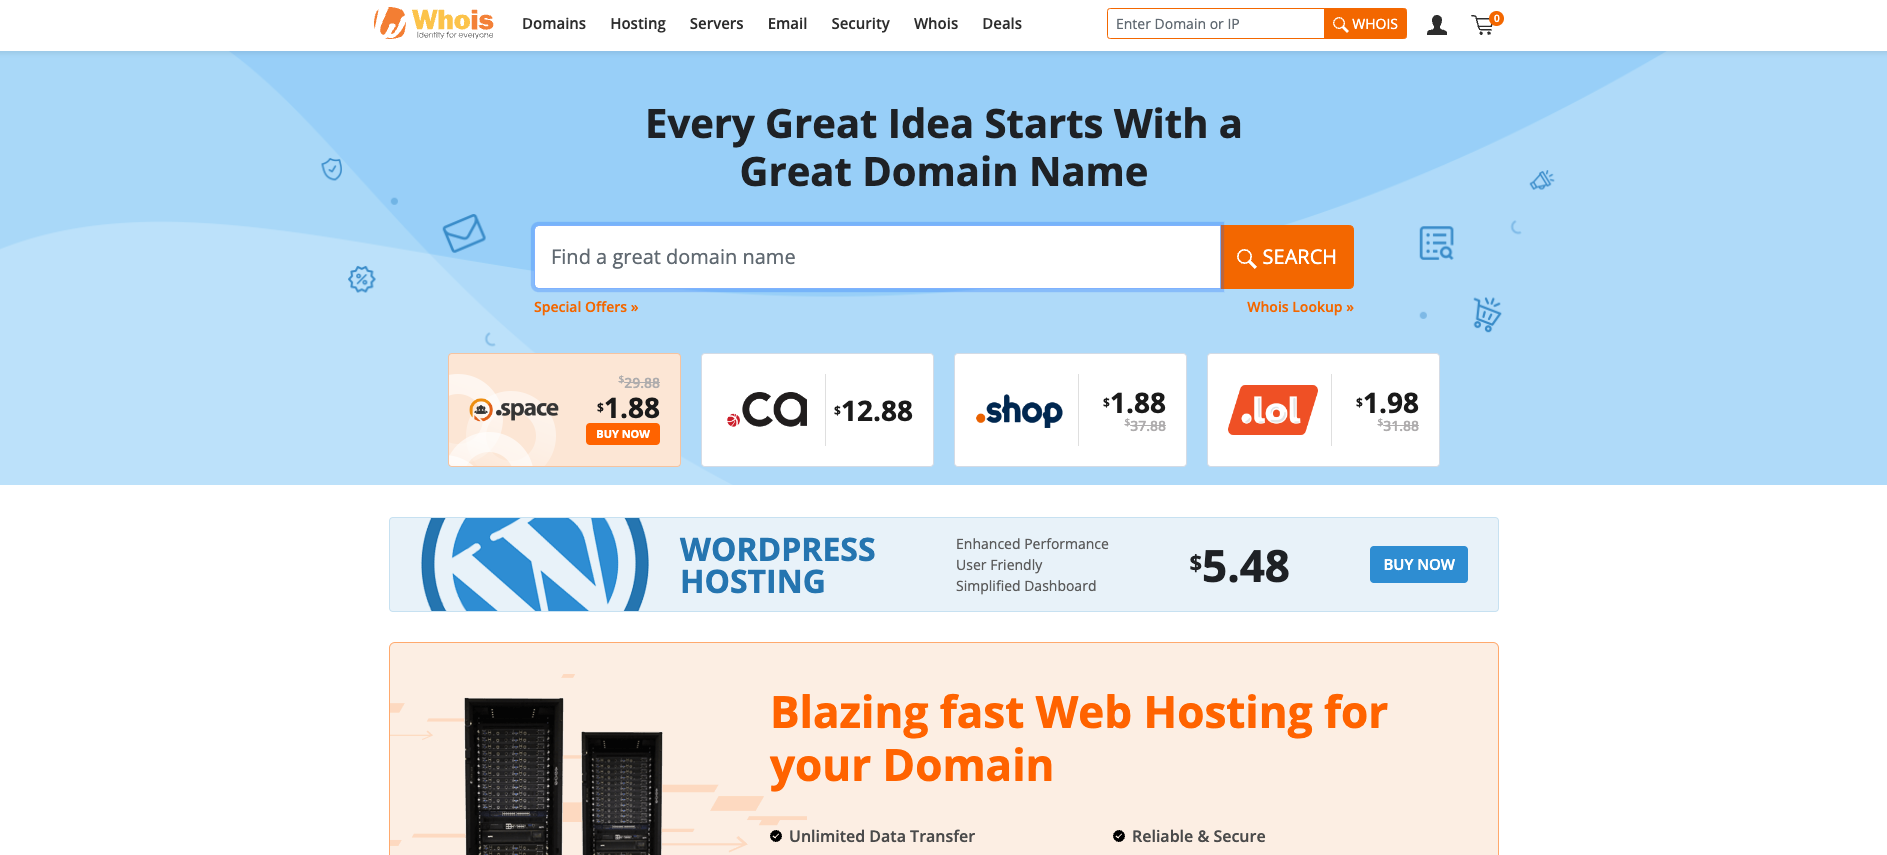 Whois
Identity for everyone
Domains
Hosting
Servers
Email
Security
Whois
Deals
Enter Domain or IP
WHOIS
0
Every Great Idea Starts With a
Great Domain Name
Find a great domain name
SEARCH
Special Offers »
Whois Lookup »
.space
$29.88
$1.88
BUY NOW
.ca
$12.88
.shop
$1.88
$37.88
.lol
$1.98
$31.88
WORDPRESS
HOSTING
Enhanced Performance
User Friendly
Simplified Dashboard
$5.48
BUY NOW
Blazing fast Web Hosting for
your Domain
Unlimited Data Transfer
Reliable & Secure